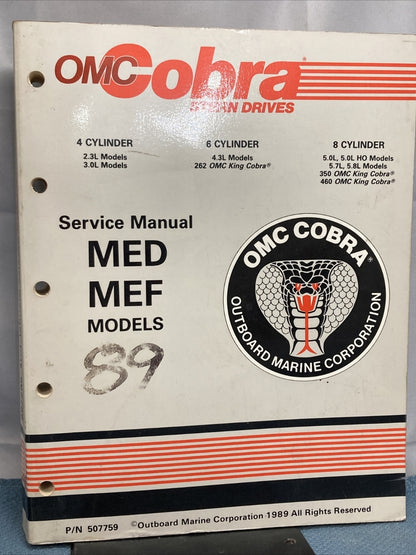 OMC Cobra®
STERN DRIVES
4 CYLINDER
2.3L Models
3.0L Models
6 CYLINDER
4.3L Models
262 OMC King Cobra®
8 CYLINDER
5.0L, 5.0L HO Models
5.7L, 5.8L Models
350 OMC King Cobra®
460 OMC King Cobra®
Service Manual
MED
MEF
MODELS
89
OMC COBRA®
OUTBOARD MARINE CORPORATION
P/N 507759
©Outboard Marine Corporation 1989 All Rights Reserved